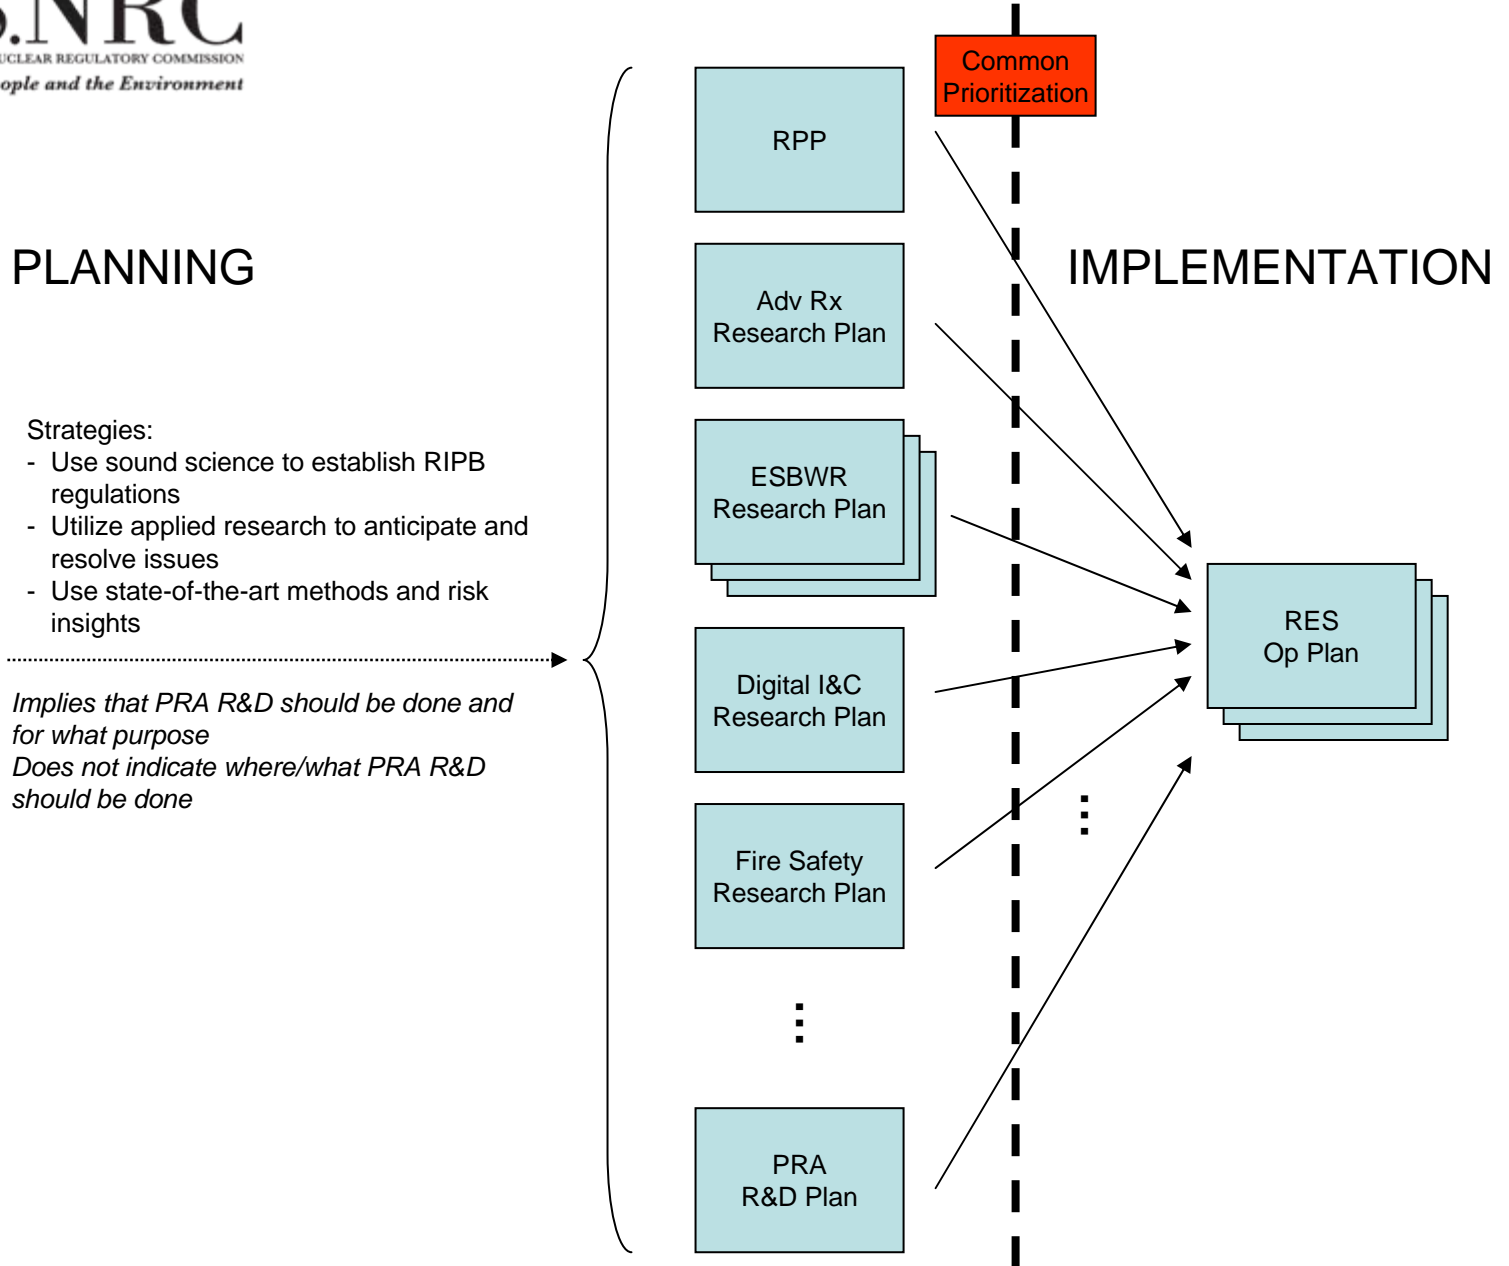 .NRC
NUCLEAR REGULATORY COMMISSION
ople and the Environment
Common
Prioritization
RPP
PLANNING
IMPLEMENTATION
Adv Rx
Research Plan
Strategies:
- Use sound science to establish RIPB
regulations
- Utilize applied research to anticipate and
resolve issues
- Use state-of-the-art methods and risk
insights
Implies that PRA R&D should be done and
for what purpose
Does not indicate where/what PRA R&D
should be done
ESBWR
Research Plan
RES
Op Plan
Digital I&C
Research Plan
...
Fire Safety
Research Plan
...
PRA
R&D Plan